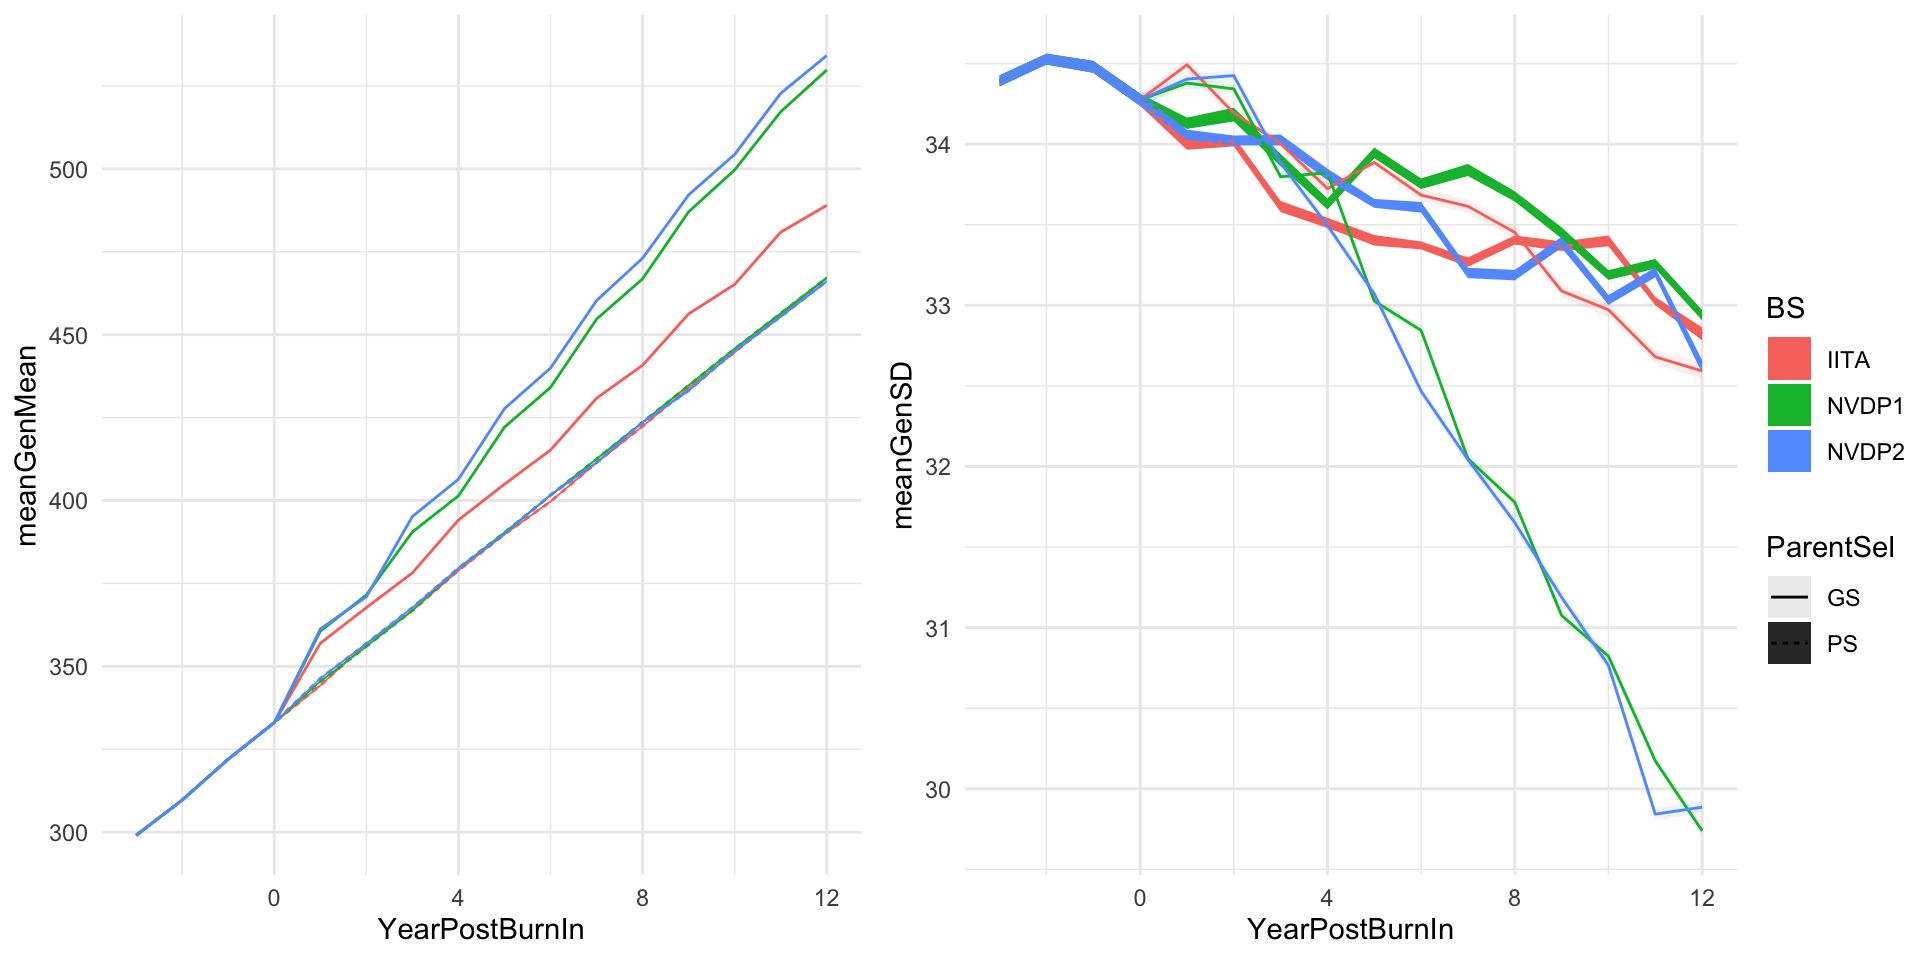 meanGenMean
500
450
400
350
300
0 4 8 12
YearPostBurnIn
meanGenSD
34
33
32
31
30
0 4 8 12
YearPostBurnIn
BS
IITA
NVDP1
NVDP2
ParentSel
GS
PS